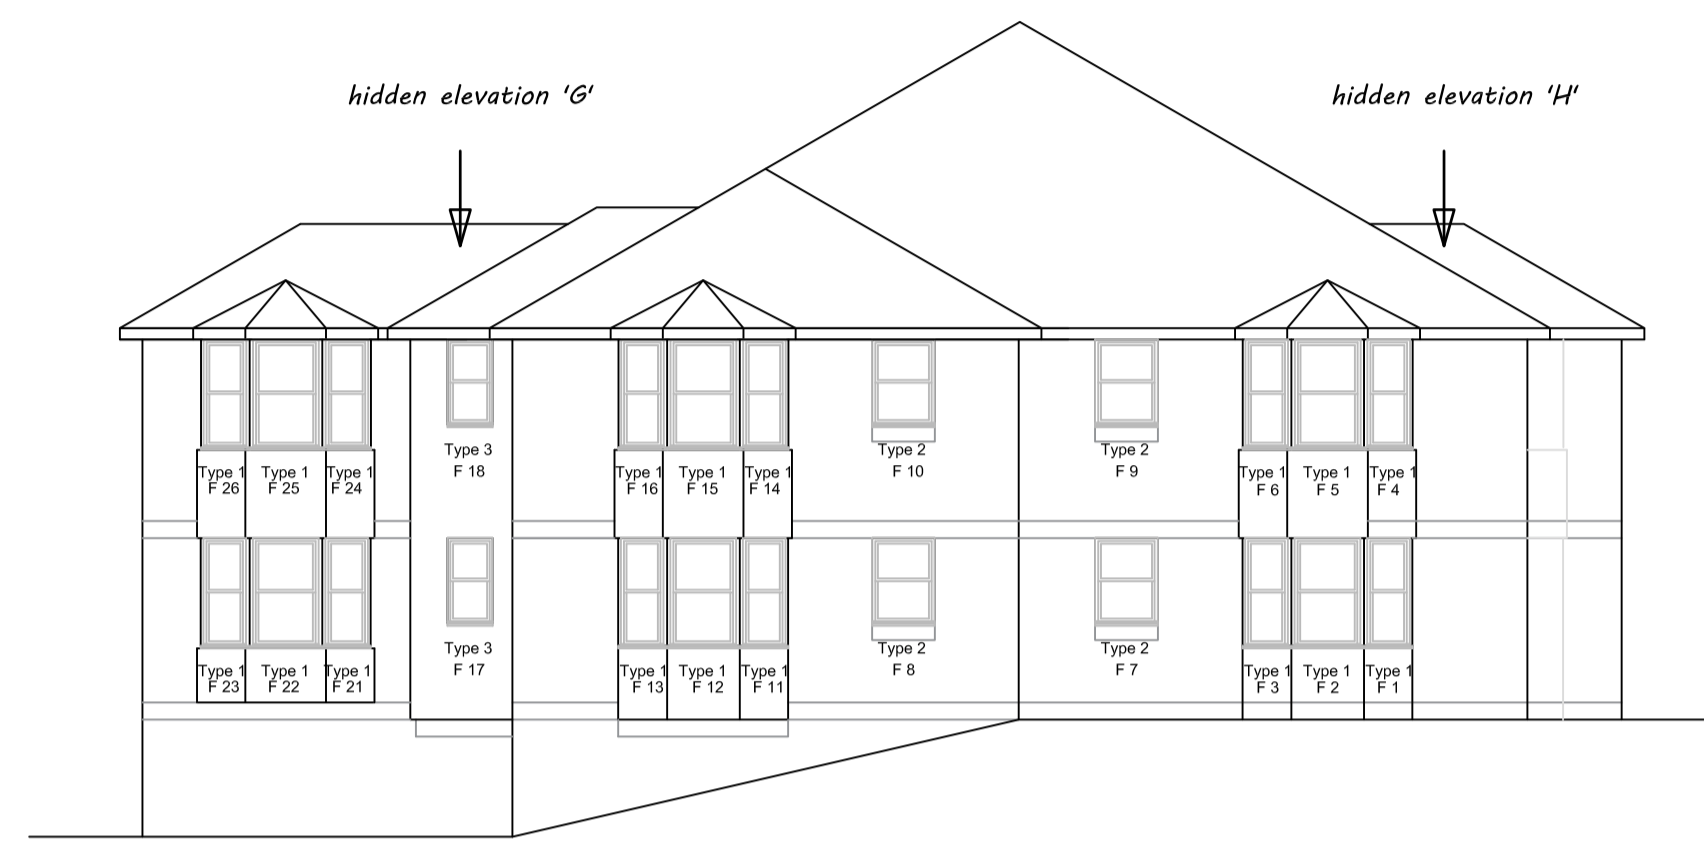 hidden elevation 'G'
hidden elevation 'H'
Type 3
F 18
Type 2
F 10
Type 2
F 9
Type 1
F 26
Type 1
F 25
Type 1
F 24
Type 1
F 16
Type 1
F 15
Type 1
F 14
Type 1
F 6
Type 1
F 5
Type 1
F 4
Type 3
F 17
Type 2
F 8
Type 2
F 7
Type 1
F 23
Type 1
F 22
Type 1
F 21
Type 1
F 13
Type 1
F 12
Type 1
F 11
Type 1
F 3
Type 1
F 2
Type 1
F 1